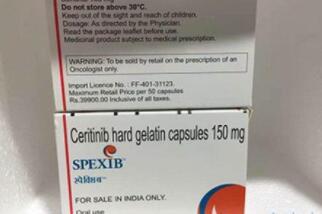 Do not store above 30°C.
Keep out of the sight and reach of children.
Dosage: As directed by the Physician.
Read the package leaflet before use.
Medicinal product subject to medical prescription.
WARNING: To be sold by retail on the prescription of an
Oncologist only.
Import Licence No.: FF-401-31123.
Maximum Retail Price per 50 capsules
Rs.39900.00 Inclusive of all taxes.
Ceritinib hard gelatin capsules 150 mg
SPEXIB™
स्पेक्सिब™
FOR SALE IN INDIA ONLY.
Oral use